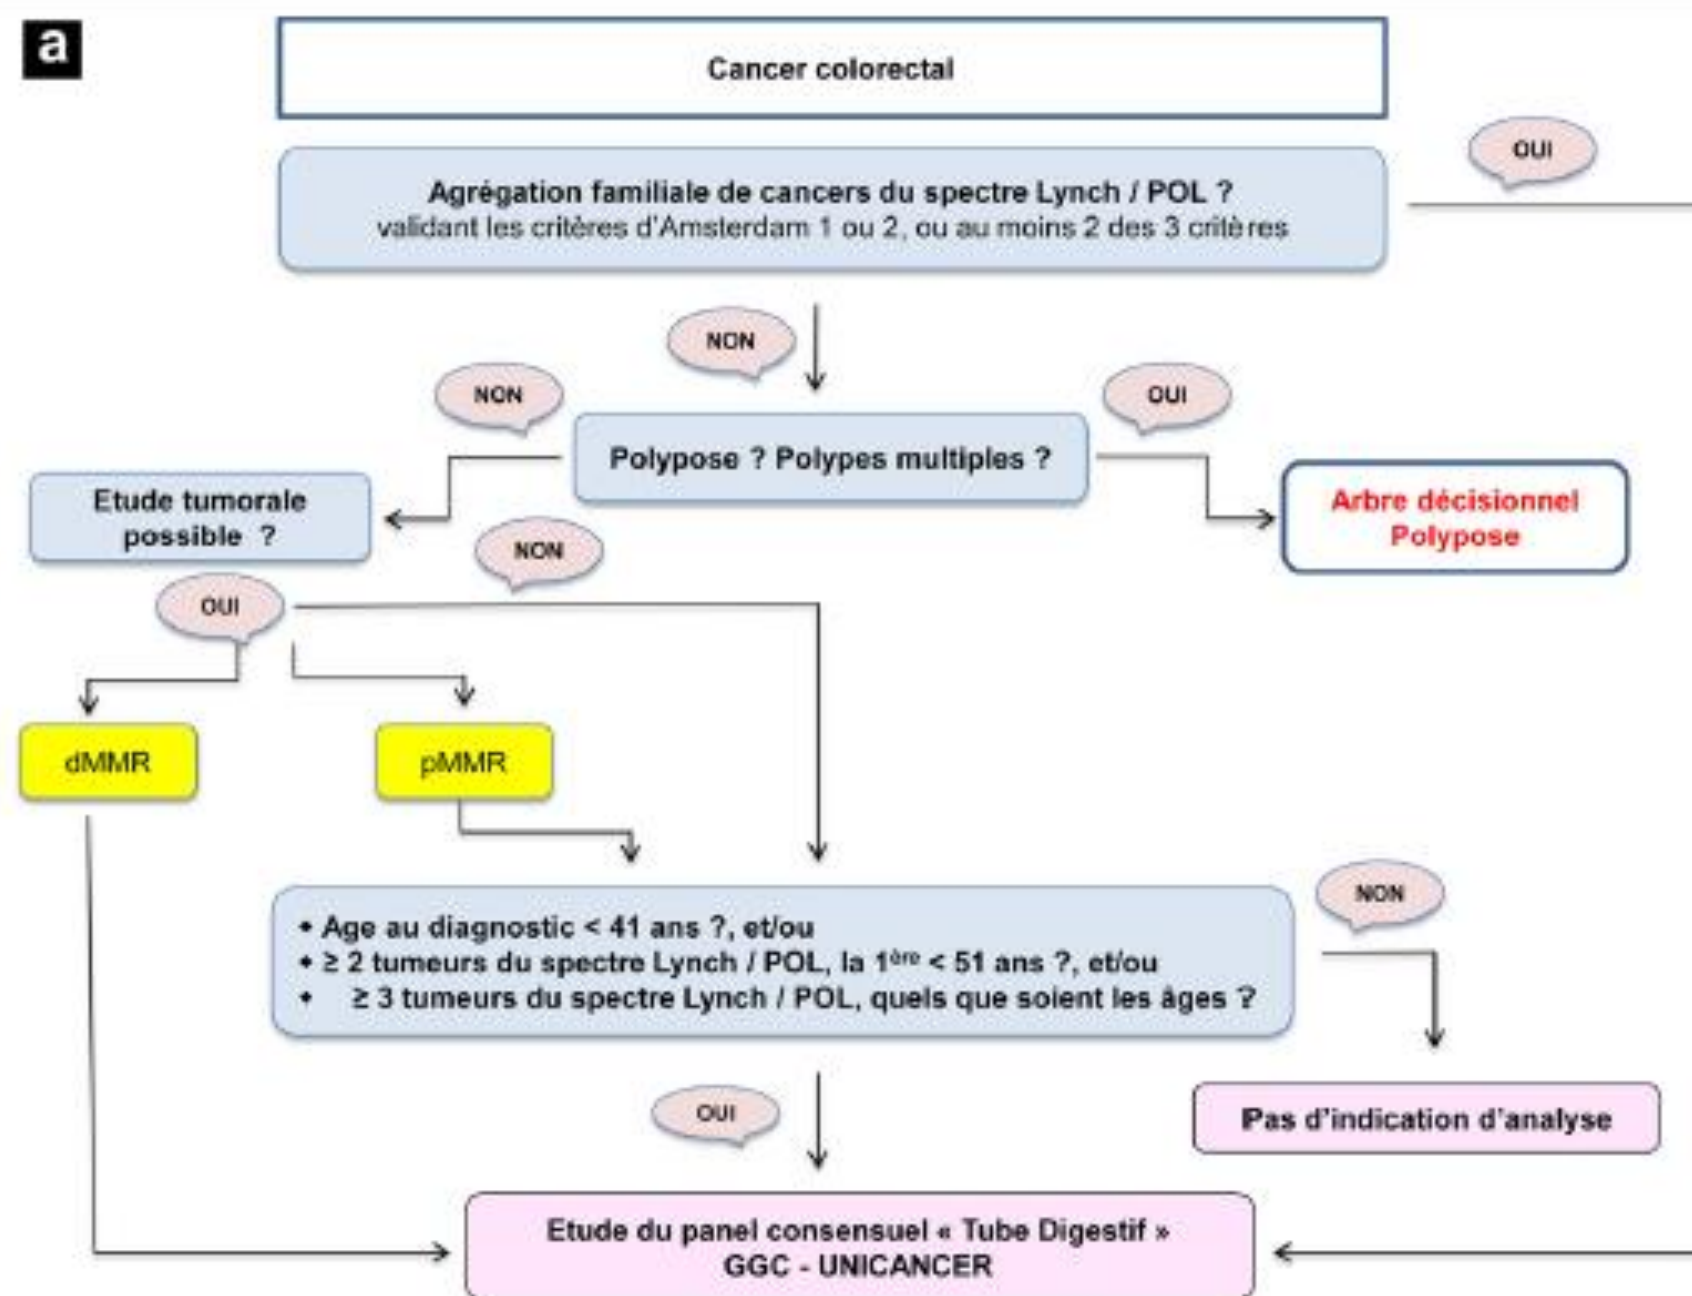 a
Cancer colorectal
OUI
Agrégation familiale de cancers du spectre Lynch / POL ?
validant les critères d'Amsterdam 1 ou 2, ou au moins 2 des 3 critères
NON
NON
OUI
Polypose ? Polypes multiples ?
Etude tumorale
possible ?
Arbre décisionnel
Polypose
NON
OUI
dMMR
pMMR
NON
• Age au diagnostic < 41 ans ?, et/ou
• ≥ 2 tumeurs du spectre Lynch / POL, la 1ère < 51 ans ?, et/ou
• ≥ 3 tumeurs du spectre Lynch / POL, quels que soient les âges ?
OUI
Pas d'indication d'analyse
Etude du panel consensuel « Tube Digestif »
GGC - UNICANCER